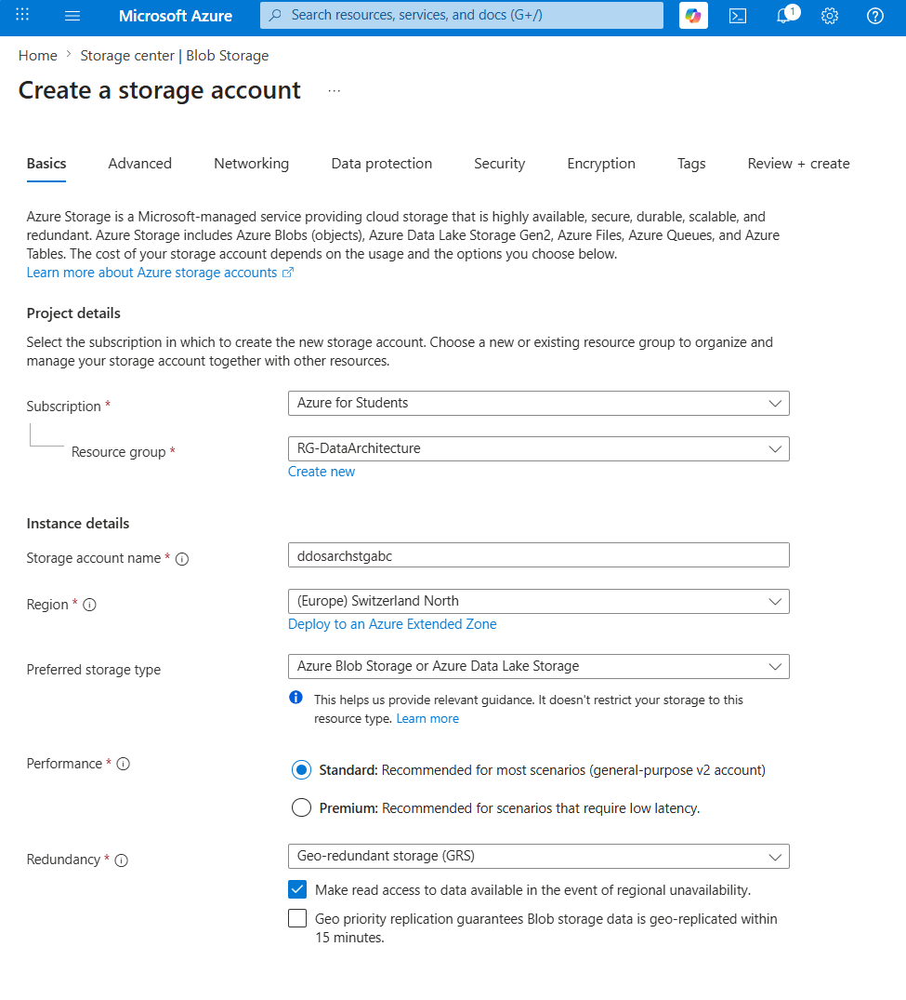 Microsoft Azure
Search resources, services, and docs (G+/)
1
Home > Storage center | Blob Storage
Create a storage account ...
Basics Advanced Networking Data protection Security Encryption Tags Review + create
Azure Storage is a Microsoft-managed service providing cloud storage that is highly available, secure, durable, scalable, and
redundant. Azure Storage includes Azure Blobs (objects), Azure Data Lake Storage Gen2, Azure Files, Azure Queues, and Azure
Tables. The cost of your storage account depends on the usage and the options you choose below.
Learn more about Azure storage accounts
Project details
Select the subscription in which to create the new storage account. Choose a new or existing resource group to organize and
manage your storage account together with other resources.
Subscription * Azure for Students
Resource group * RG-DataArchitecture
Create new
Instance details
Storage account name * ddosarchstgabc
Region * (Europe) Switzerland North
Deploy to an Azure Extended Zone
Preferred storage type Azure Blob Storage or Azure Data Lake Storage
This helps us provide relevant guidance. It doesn't restrict your storage to this
resource type. Learn more
Performance * Standard: Recommended for most scenarios (general-purpose v2 account)
Premium: Recommended for scenarios that require low latency.
Redundancy * Geo-redundant storage (GRS)
Make read access to data available in the event of regional unavailability.
Geo priority replication guarantees Blob storage data is geo-replicated within
15 minutes.